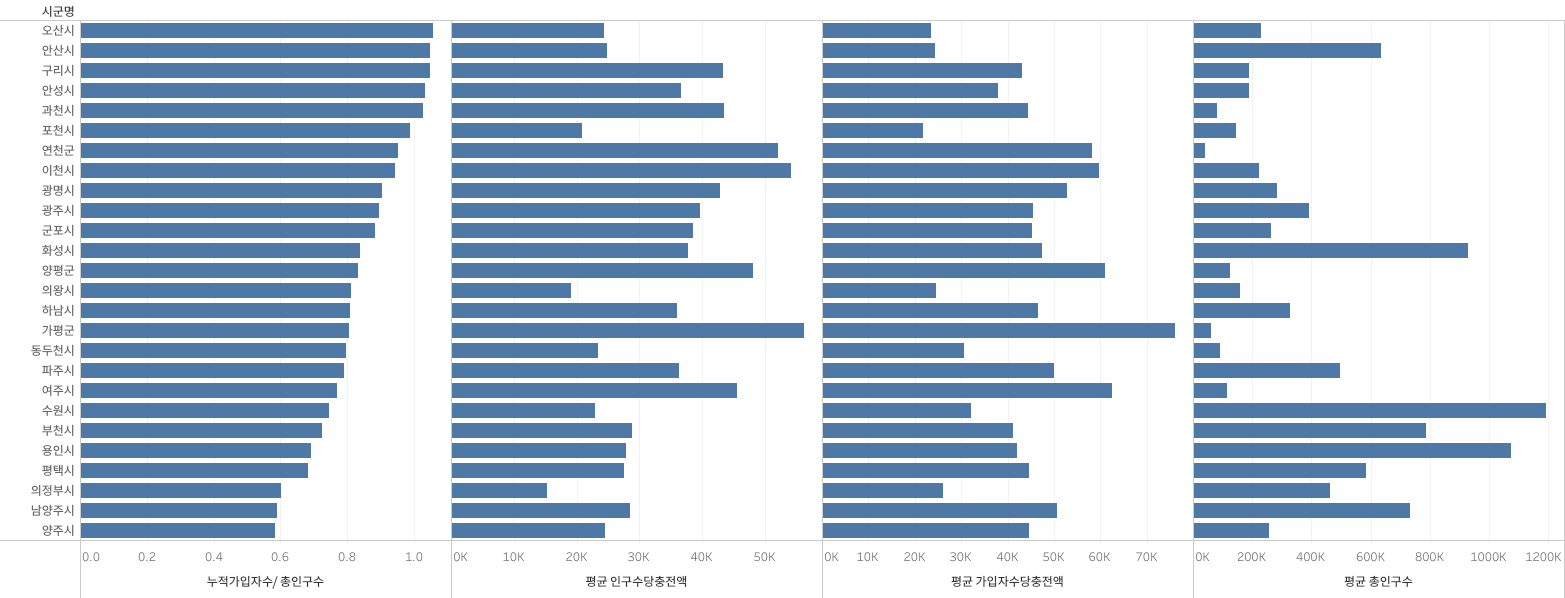 시군명
오산시
안산시
구리시
안성시
과천시
포천시
연천군
이천시
광명시
광주시
군포시
화성시
양평군
의왕시
하남시
가평군
동두천시
파주시
여주시
수원시
부천시
용인시
평택시
의정부시
남양주시
양주시
0.0 0.2 0.4 0.6 0.8 1.0 0K 10K 20K 30K 40K 50K 0K 10K 20K 30K 40K 50K 60K 70K 0K 200K 400K 600K 800K 1000K 1200K
누적가입자수/ 총인구수 평균 인구수당충전액 평균 가입자수당충전액 평균 총인구수